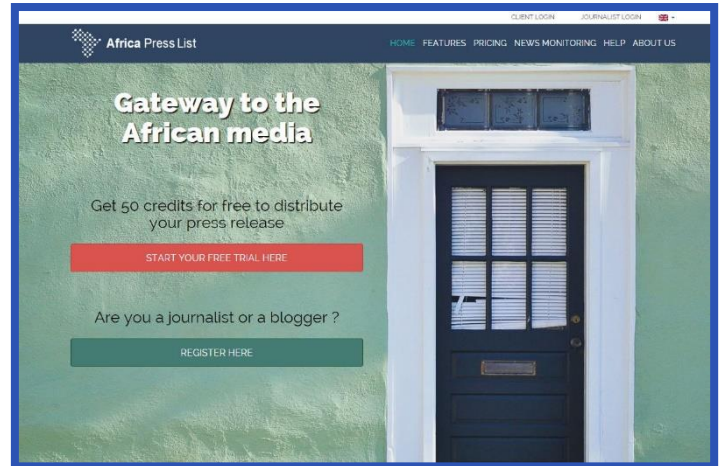 CLIENT LOGIN JOURNALIST LOGIN
Africa Press List
HOME FEATURES PRICING NEWS MONITORING HELP ABOUT US
Gateway to the
African media
Get 50 credits for free to distribute
your press release
START YOUR FREE TRIAL HERE
Are you a journalist or a blogger ?
REGISTER HERE